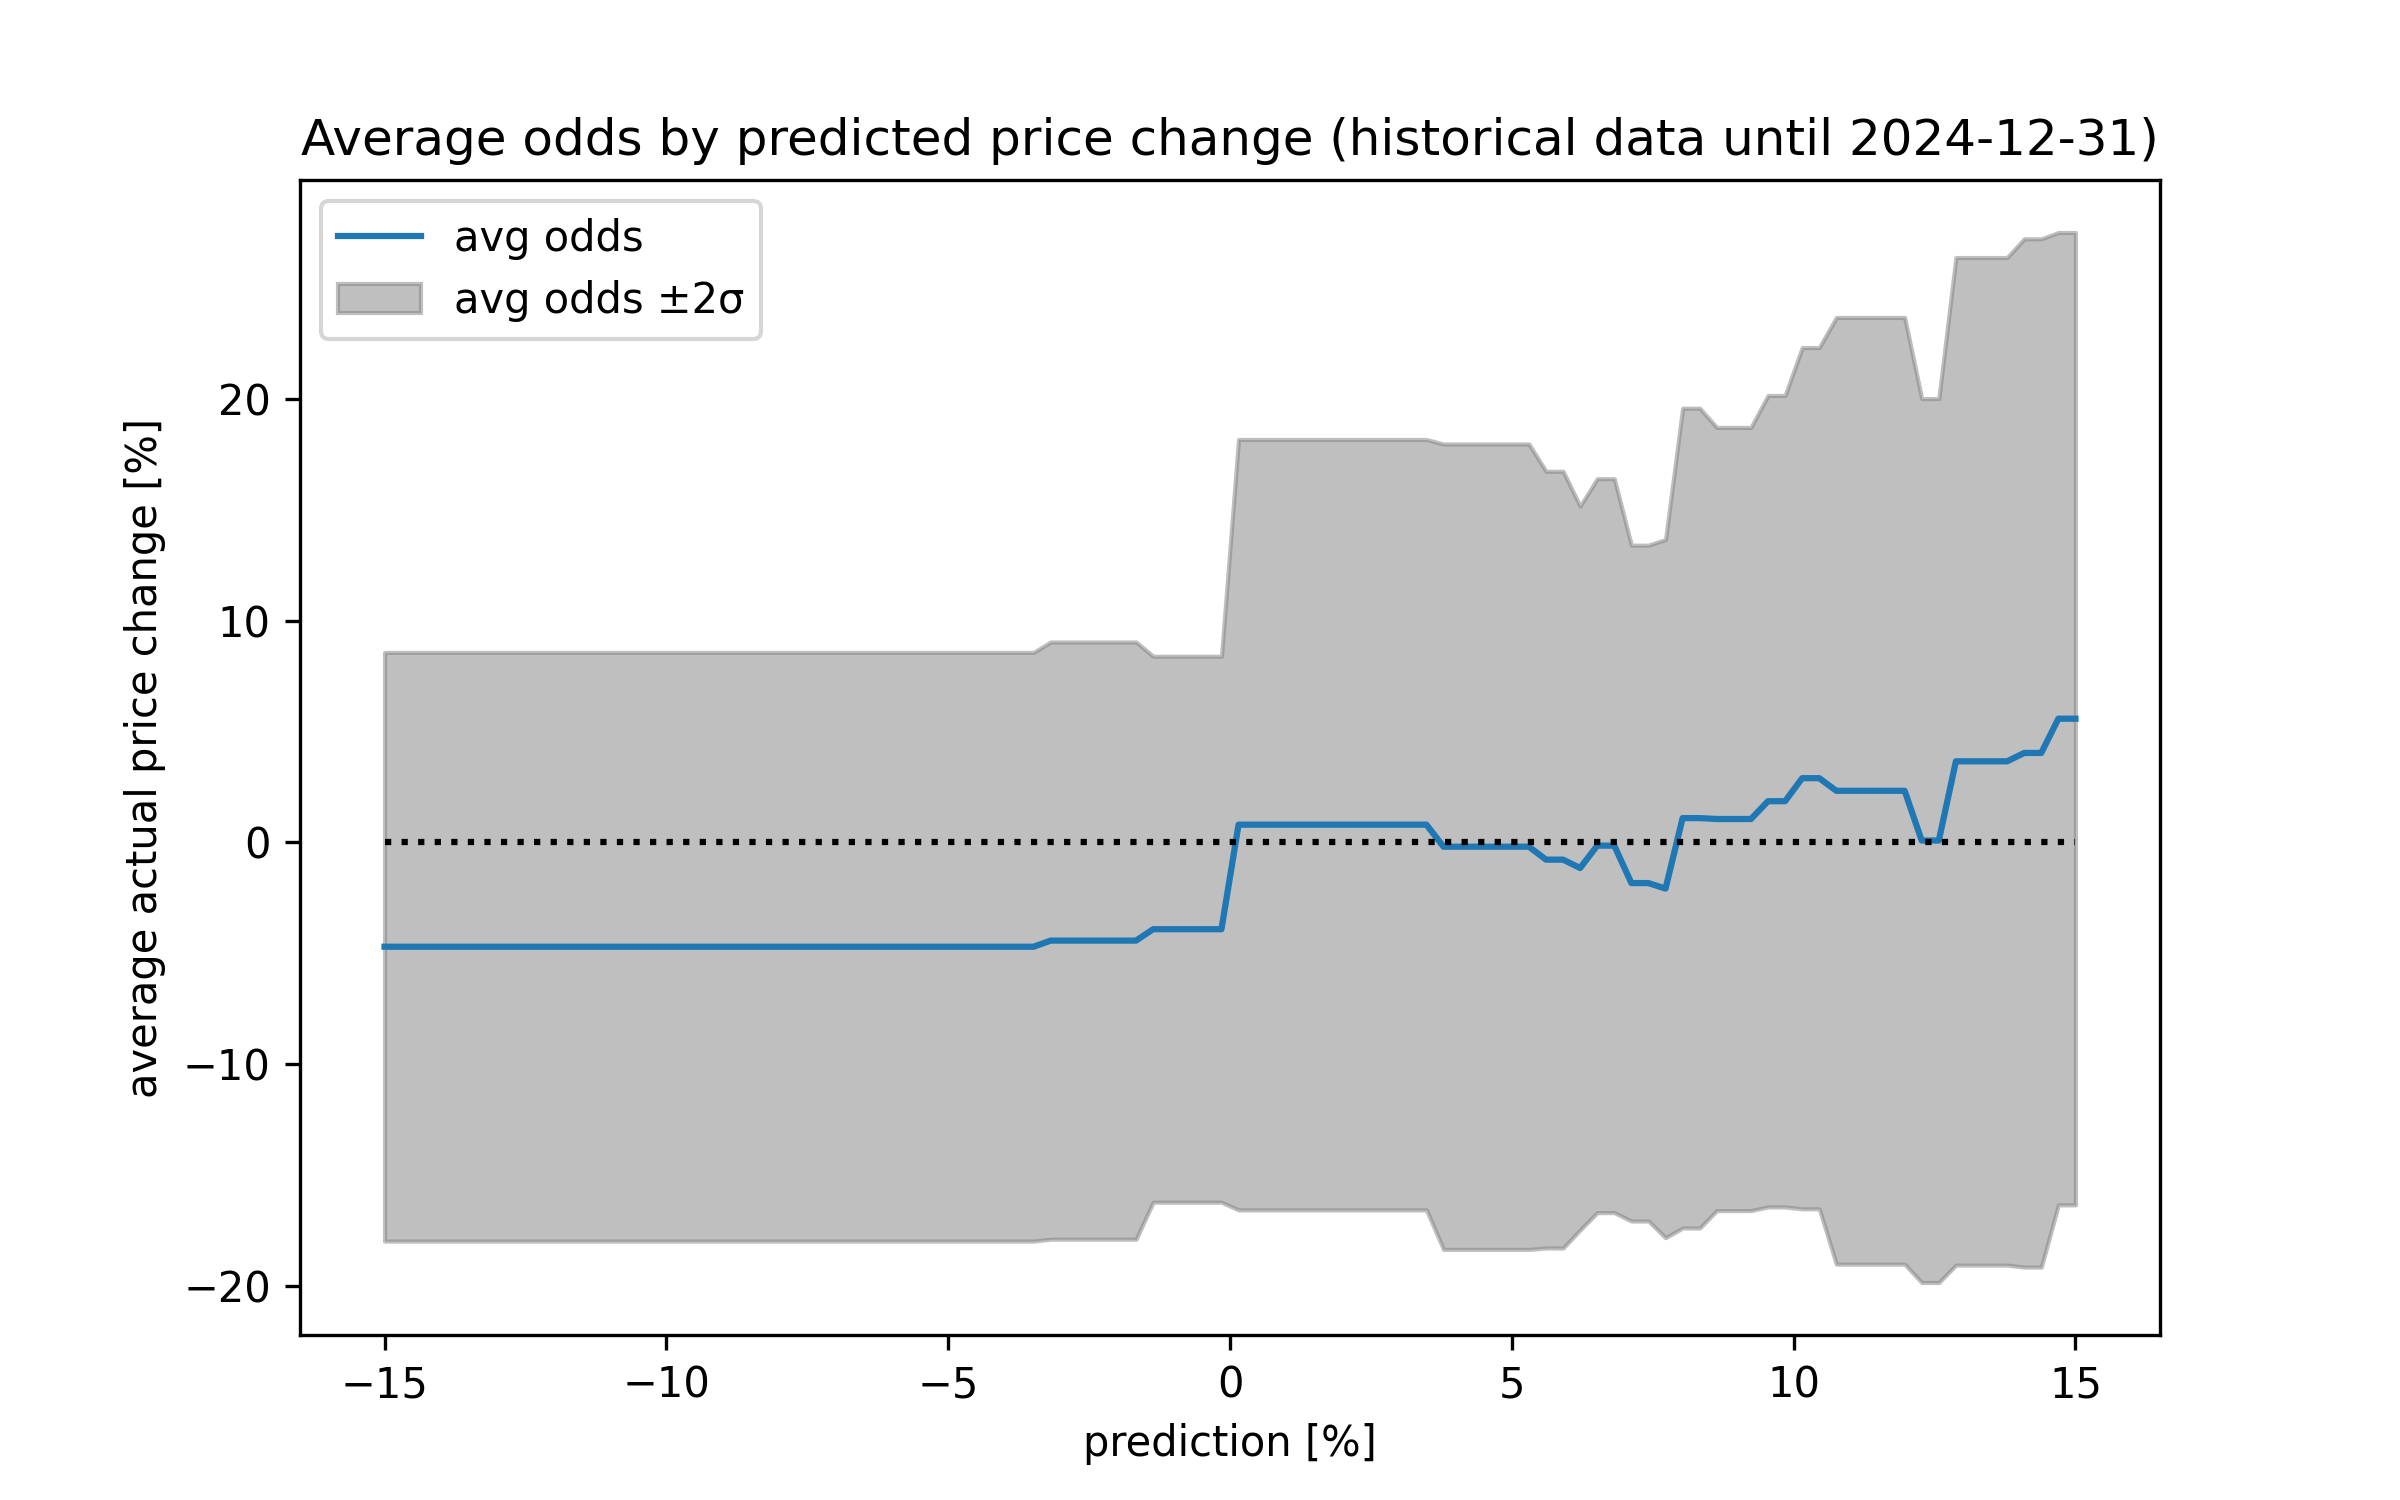 Average odds by predicted price change (historical data until 2024-12-31)
avg odds
avg odds ±2σ
average actual price change [%]
20
10
0
−10
−20
−15
−10
−5
0
5
10
15
prediction [%]